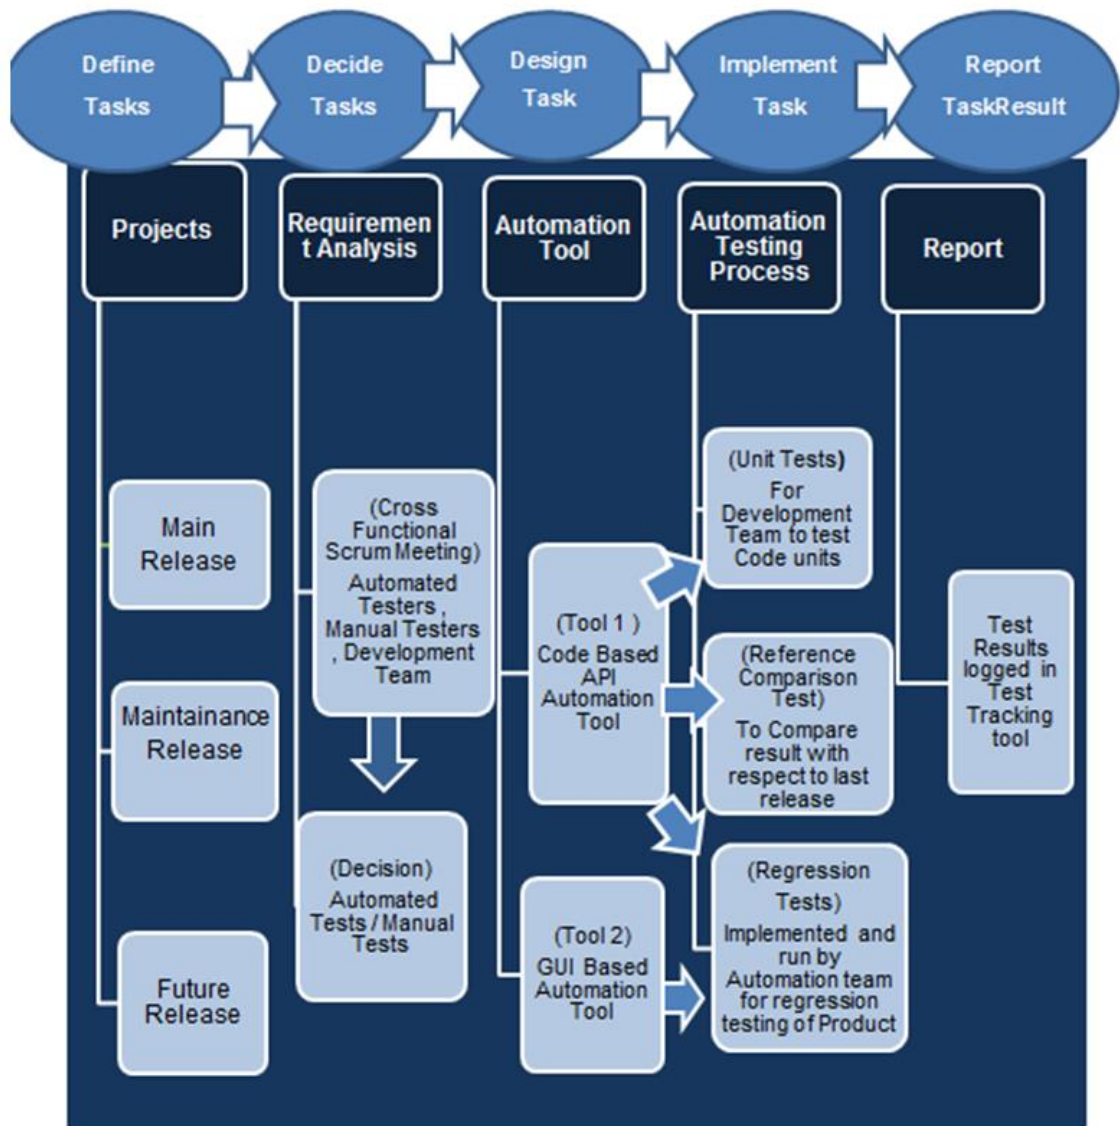 Define
Tasks
Decide
Tasks
Design
Task
Implement
Task
Report
TaskResult
Projects
Requiremen
t Analysis
Automation
Tool
Automation
Testing
Process
Report
Main
Release
Maintainance
Release
Future
Release
(Cross
Functional
Scrum Meeting)
Automated
Testers ,
Manual Testers
, Development
Team
(Decision)
Automated
Tests / Manual
Tests
(Tool 1 )
Code Based
API
Automation
Tool
(Tool 2)
GUI Based
Automation
Tool
(Unit Tests)
For
Development
Team to test
Code units
(Reference
Comparison
Test)
To Compare
result with
respect to last
release
(Regression
Tests)
Implemented and
run by
Automation team
for regression
testing of Product
Test
Results
logged in
Test
Tracking
tool